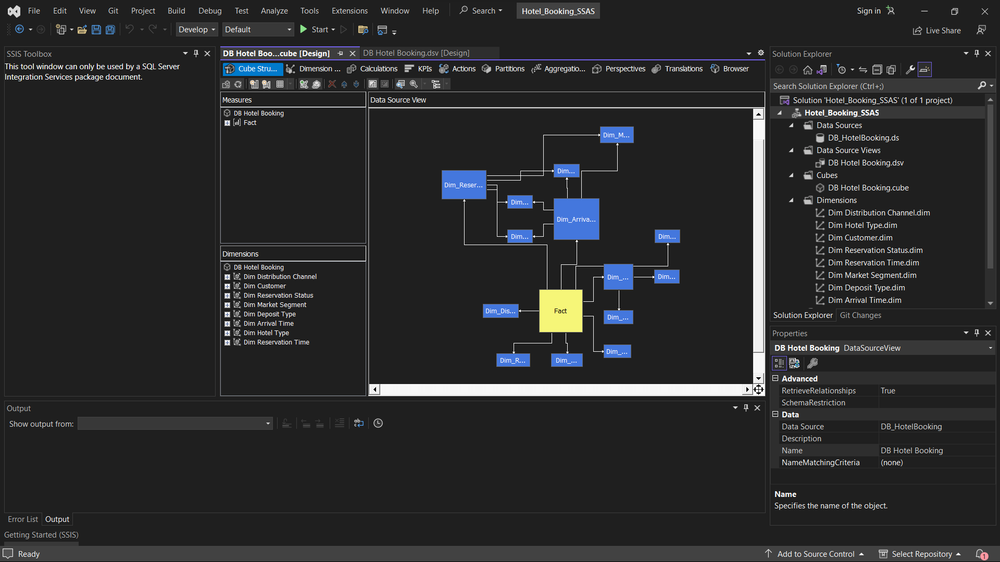 File Edit View Git Project Build Debug Test Analyze Tools Extensions Window Help Search Hotel_Booking_SSAS Sign in
Develop Default Start Live Share
SSIS Toolbox
This tool window can only be used by a SQL Server
Integration Services package document.
DB Hotel Boo...cube [Design] DB Hotel Booking.dsv [Design]
Cube Stru... Dimension ... Calculations KPIs Actions Partitions Aggregatio... Perspectives Translations Browser
Measures
DB Hotel Booking
Fact
Dimensions
DB Hotel Booking
Dim Distribution Channel
Dim Customer
Dim Reservation Status
Dim Market Segment
Dim Deposit Type
Dim Arrival Time
Dim Hotel Type
Dim Reservation Time
Data Source View
Dim_M...
Dim...
Dim_Reser...
Dim...
Dim_Arriva...
Dim...
Dim...
Dim_...
Dim...
Fact
Dim_Dis...
Dim_...
Dim_...
Dim_R...
Dim_...
Solution Explorer
Search Solution Explorer (Ctrl+;)
Solution 'Hotel_Booking_SSAS' (1 of 1 project)
Hotel_Booking_SSAS
Data Sources
DB_HotelBooking.ds
Data Source Views
DB Hotel Booking.dsv
Cubes
DB Hotel Booking.cube
Dimensions
Dim Distribution Channel.dim
Dim Hotel Type.dim
Dim Customer.dim
Dim Reservation Status.dim
Dim Reservation Time.dim
Dim Market Segment.dim
Dim Deposit Type.dim
Dim Arrival Time.dim
Solution Explorer Git Changes
Properties
DB Hotel Booking DataSourceView
Advanced
RetrieveRelationships True
SchemaRestriction
Data
Data Source DB_HotelBooking
Description
Name DB Hotel Booking
NameMatchingCriteria (none)
Name
Specifies the name of the object.
Output
Show output from:
Error List Output
Getting Started (SSIS)
Ready Add to Source Control Select Repository 1